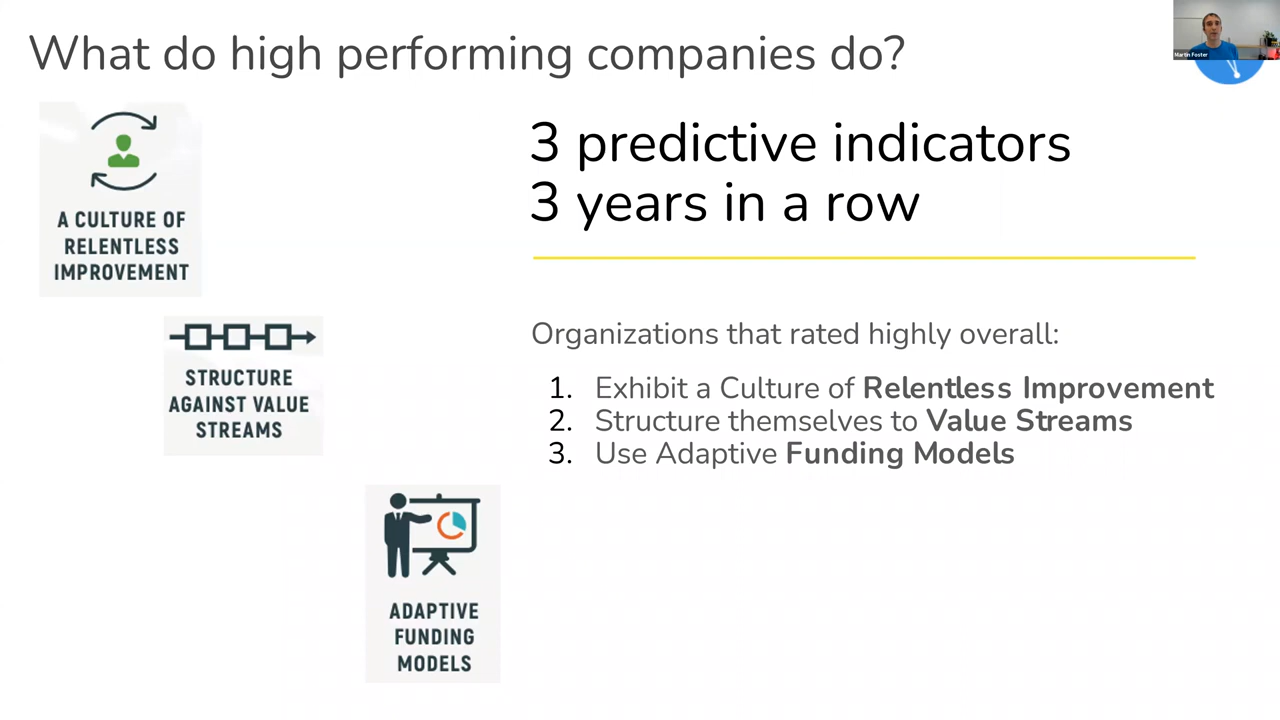 What do high performing companies do?
Martin Foster
A CULTURE OF
RELENTLESS
IMPROVEMENT
3 predictive indicators
3 years in a row
STRUCTURE
AGAINST VALUE
STREAMS
Organizations that rated highly overall:
1. Exhibit a Culture of Relentless Improvement
2. Structure themselves to Value Streams
3. Use Adaptive Funding Models
ADAPTIVE
FUNDING
MODELS